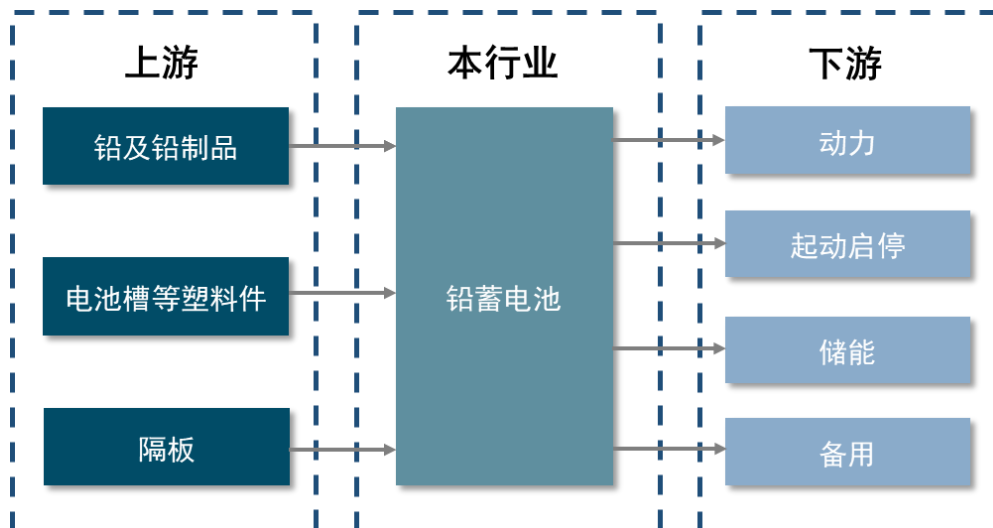 上游
本行业
下游
铅及铅制品
电池槽等塑料件
隔板
铅蓄电池
动力
起动启停
储能
备用